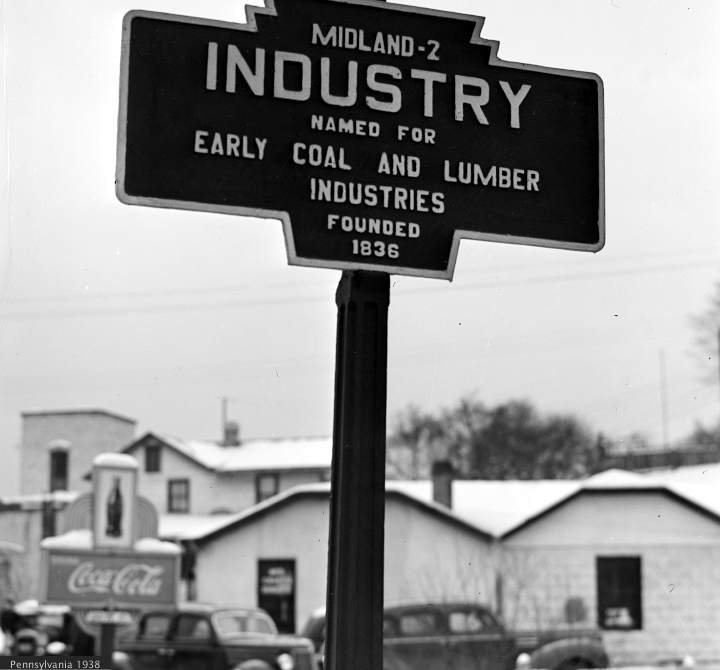 MIDLAND-2
INDUSTRY
NAMED FOR
EARLY COAL AND LUMBER
INDUSTRIES
FOUNDED
1836
Coca-Cola
Pennsylvania 1938